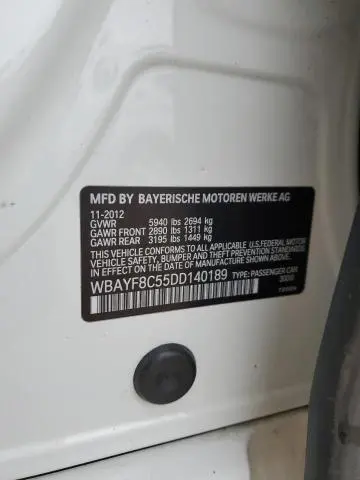 MFD BY BAYERISCHE MOTOREN WERKE AG
11-2012
GVWR 5940 lbs 2694 kg
GAWR FRONT 2890 lbs 1311 kg
GAWR REAR 3195 lbs 1449 kg
THIS VEHICLE CONFORMS TO ALL APPLICABLE U.S. FEDERAL MOTOR
VEHICLE SAFETY, BUMPER, AND THEFT PREVENTION STANDARDS
IN EFFECT ON THE DATE OF MANUFACTURE SHOWN ABOVE.
WBAYF8C55DD140189 TYPE: PASSENGER CAR